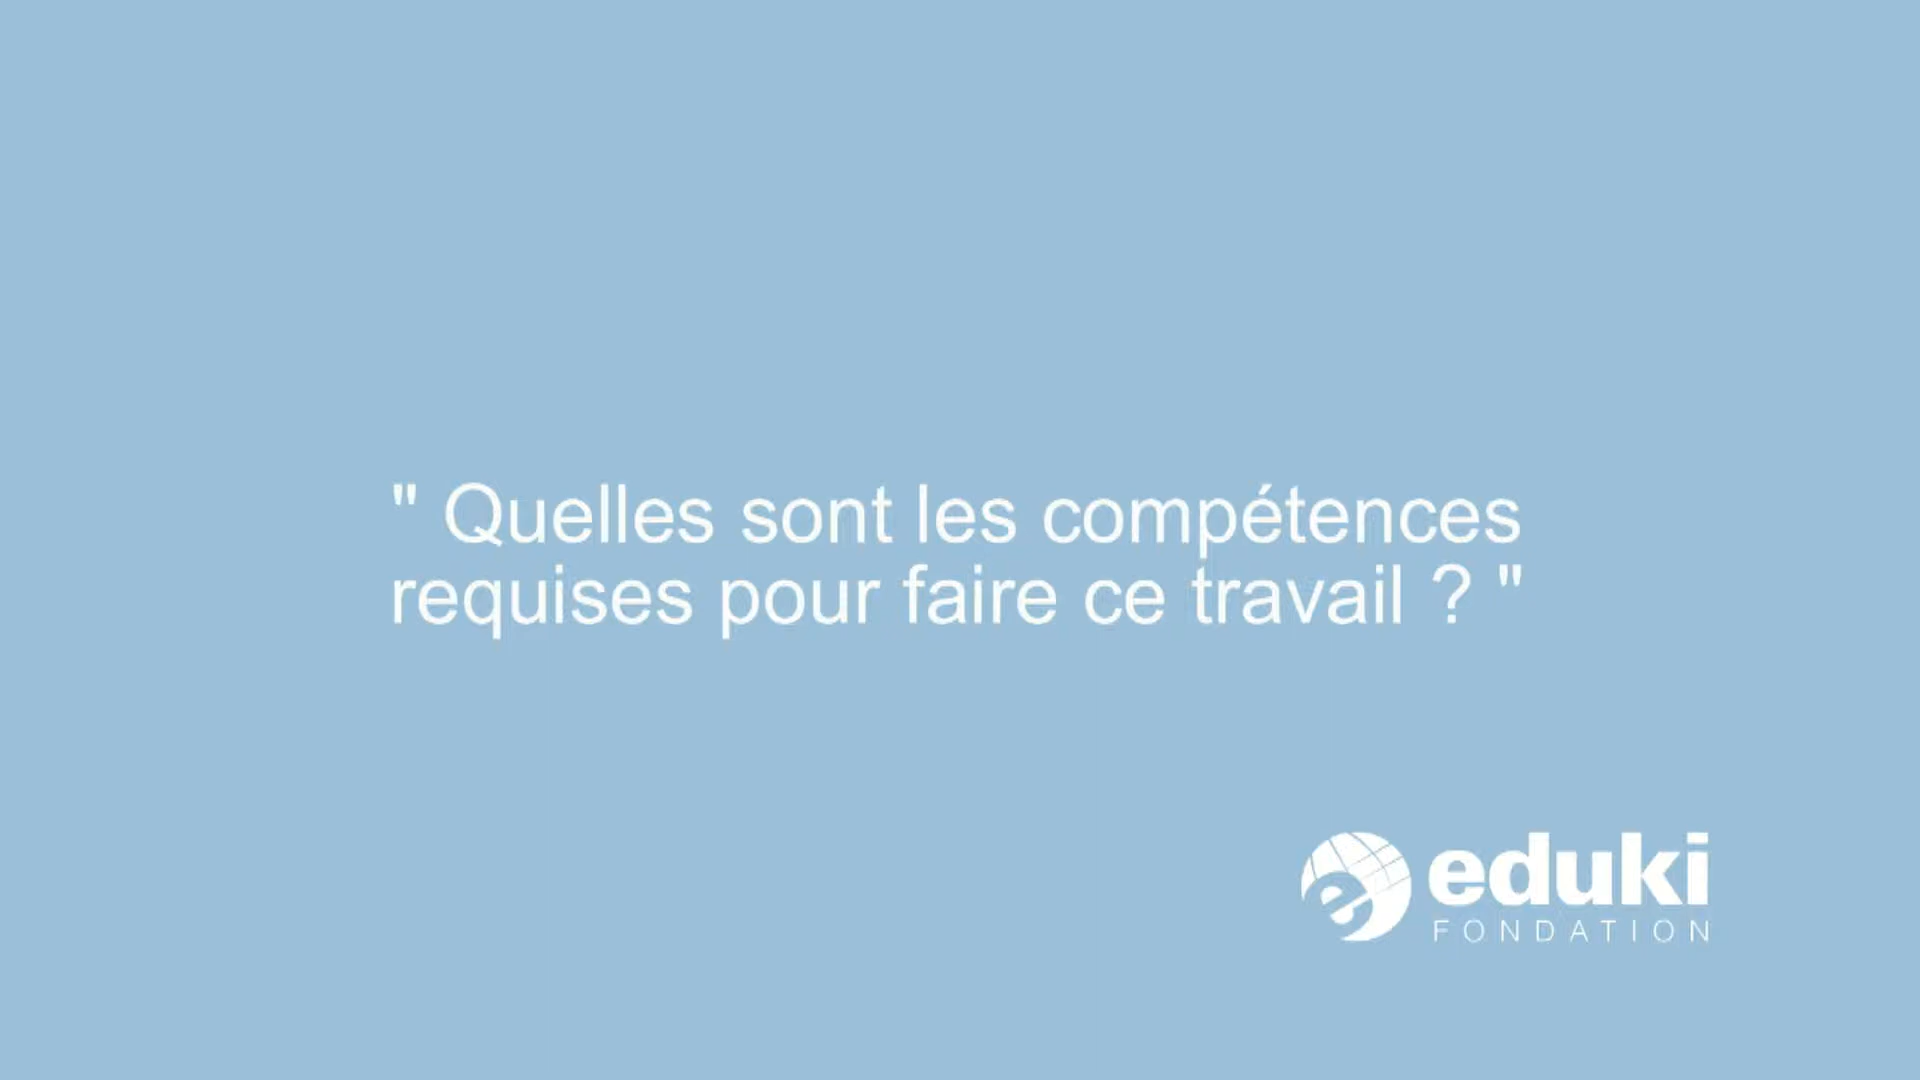 " Quelles sont les compétences
requises pour faire ce travail ? "
eduki
FONDATION